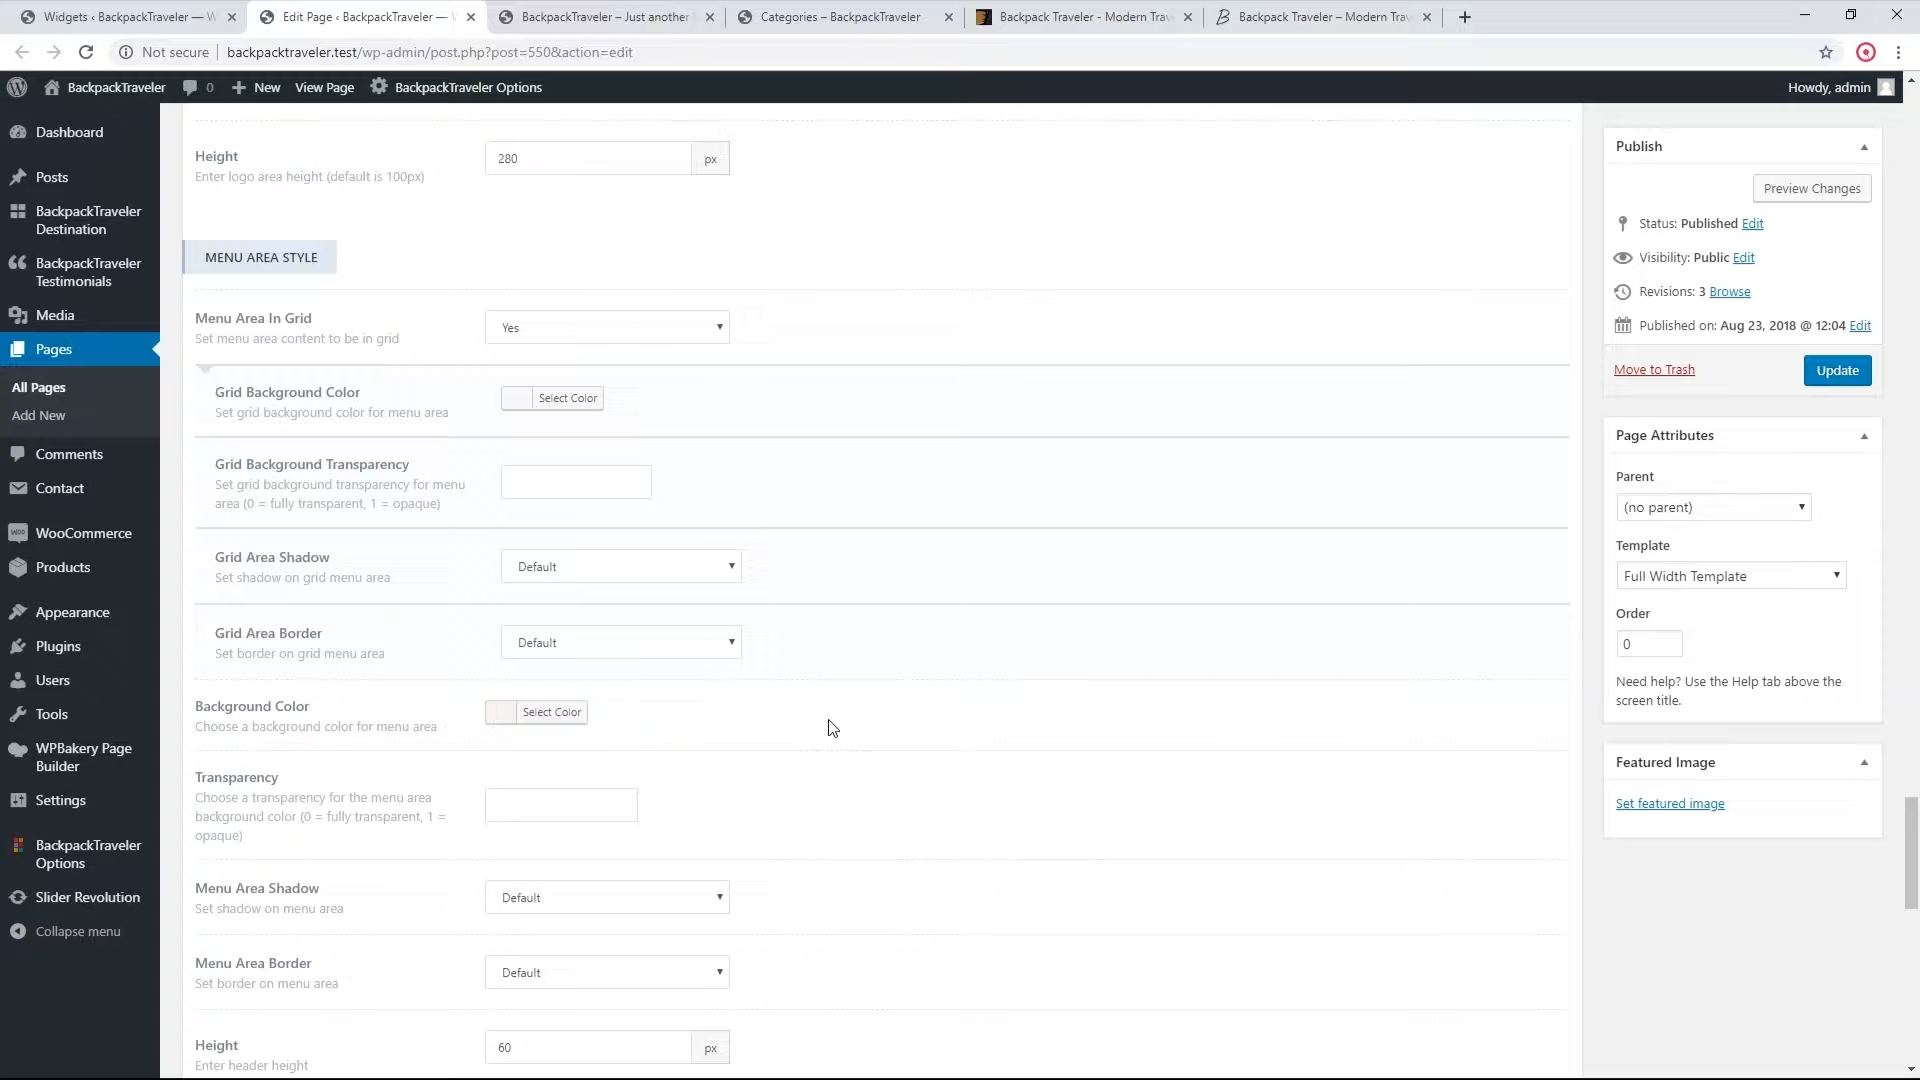 Widgets ‹ BackpackTraveler — W
Edit Page ‹ BackpackTraveler — W
BackpackTraveler – Just another
Categories – BackpackTraveler
Backpack Traveler - Modern Trav
Backpack Traveler – Modern Trav
Not secure
backpacktraveler.test/wp-admin/post.php?post=550&action=edit
BackpackTraveler
0
New
View Page
BackpackTraveler Options
Howdy, admin
Dashboard
Posts
BackpackTraveler
Destination
BackpackTraveler
Testimonials
Media
Pages
All Pages
Add New
Comments
Contact
WooCommerce
Products
Appearance
Plugins
Users
Tools
WPBakery Page
Builder
Settings
BackpackTraveler
Options
Slider Revolution
Collapse menu
Height
Enter logo area height (default is 100px)
280
px
MENU AREA STYLE
Menu Area In Grid
Set menu area content to be in grid
Yes
Grid Background Color
Set grid background color for menu area
Select Color
Grid Background Transparency
Set grid background transparency for menu
area (0 = fully transparent, 1 = opaque)
Grid Area Shadow
Set shadow on grid menu area
Default
Grid Area Border
Set border on grid menu area
Default
Background Color
Choose a background color for menu area
Select Color
Transparency
Choose a transparency for the menu area
background color (0 = fully transparent, 1 =
opaque)
Menu Area Shadow
Set shadow on menu area
Default
Menu Area Border
Set border on menu area
Default
Height
Enter header height
60
px
Publish
Preview Changes
Status: Published Edit
Visibility: Public Edit
Revisions: 3 Browse
Published on: Aug 23, 2018 @ 12:04 Edit
Move to Trash
Update
Page Attributes
Parent
(no parent)
Template
Full Width Template
Order
0
Need help? Use the Help tab above the
screen title.
Featured Image
Set featured image